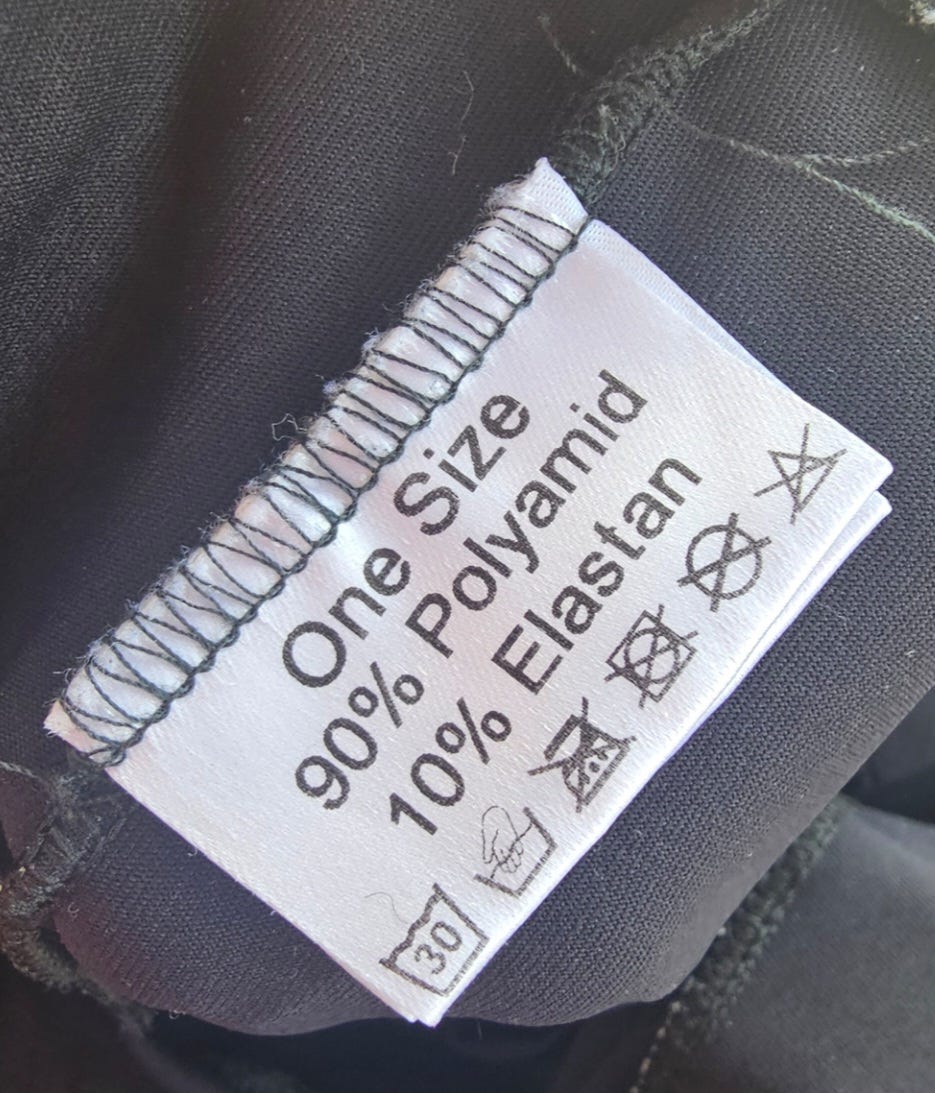 One Size
90% Polyamid
10% Elastan
30